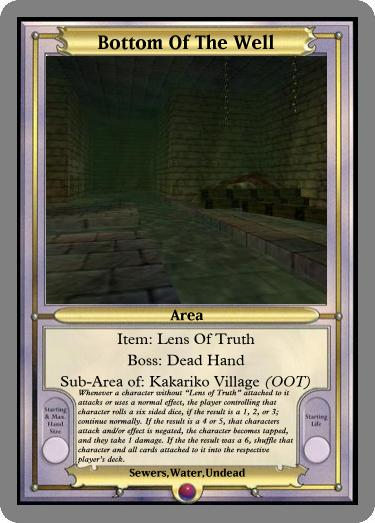 Bottom Of The Well
Area
Item: Lens Of Truth
Boss: Dead Hand
Sub-Area of: Kakariko Village (OOT)
Whenever a character without "Lens of Truth" attached to it
attacks or uses a normal effect, the player controlling that
character rolls a six sided dice, if the result is a 1, 2, or 3;
continue normally. If the result is a 4 or 5, that characters
attack and/or effect is negated, the character becomes tapped,
and they take 1 damage. If the the result was a 6, shuffle that
character and all cards attached to it into the respective
player's deck.
Starting
& Max.
Hand
Size
Starting
Life
Sewers,Water,Undead